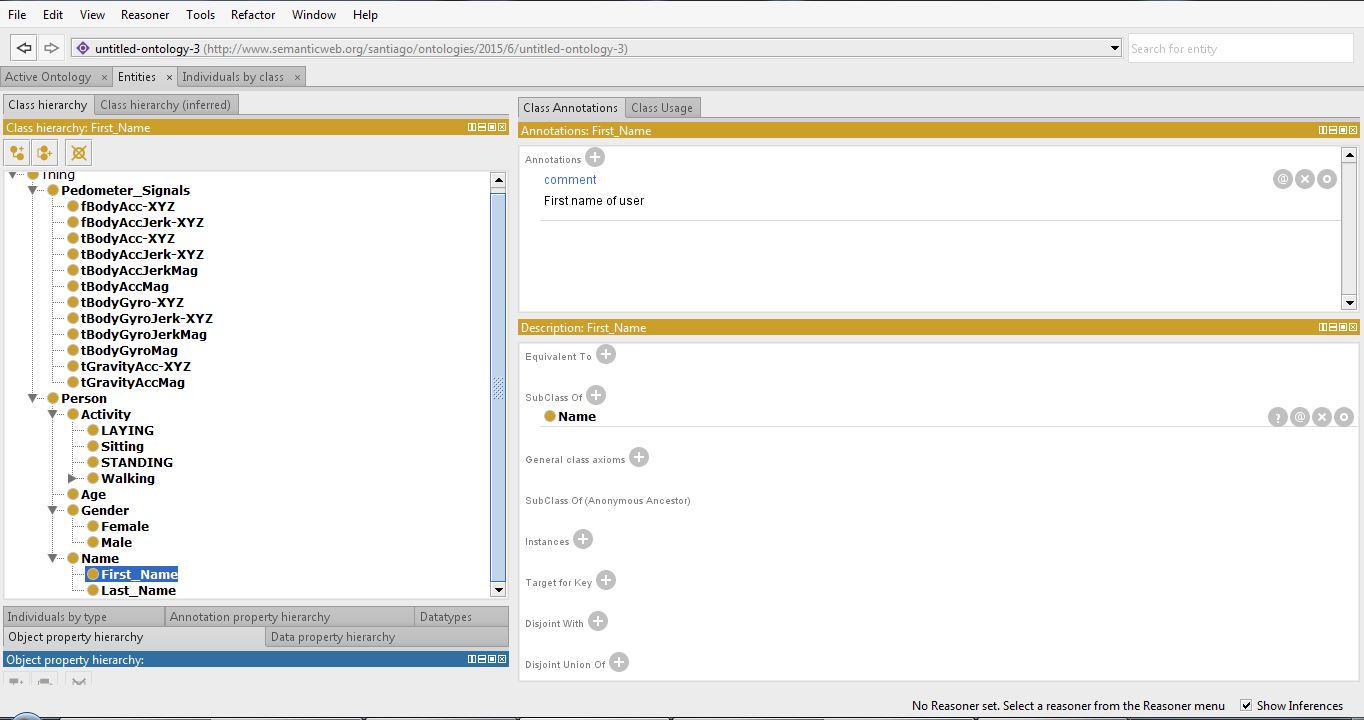 File Edit View Reasoner Tools Refactor Window Help
untitled-ontology-3 (http://www.semanticweb.org/santiago/ontologies/2015/6/untitled-ontology-3)
Search for entity
Active Ontology × Entities × Individuals by class ×
Class hierarchy Class hierarchy (inferred)
Class hierarchy: First_Name
Thing
Pedometer_Signals
fBodyAcc-XYZ
fBodyAccJerk-XYZ
tBodyAcc-XYZ
tBodyAccJerk-XYZ
tBodyAccJerkMag
tBodyAccMag
tBodyGyro-XYZ
tBodyGyroJerk-XYZ
tBodyGyroJerkMag
tBodyGyroMag
tGravityAcc-XYZ
tGravityAccMag
Person
Activity
LAYING
Sitting
STANDING
Walking
Age
Gender
Female
Male
Name
First_Name
Last_Name
Individuals by type Annotation property hierarchy Datatypes
Object property hierarchy Data property hierarchy
Object property hierarchy:
Class Annotations Class Usage
Annotations: First_Name
Annotations
comment
First name of user
Description: First_Name
Equivalent To
SubClass Of
Name
General class axioms
SubClass Of (Anonymous Ancestor)
Instances
Target for Key
Disjoint With
Disjoint Union Of
No Reasoner set. Select a reasoner from the Reasoner menu Show Inferences